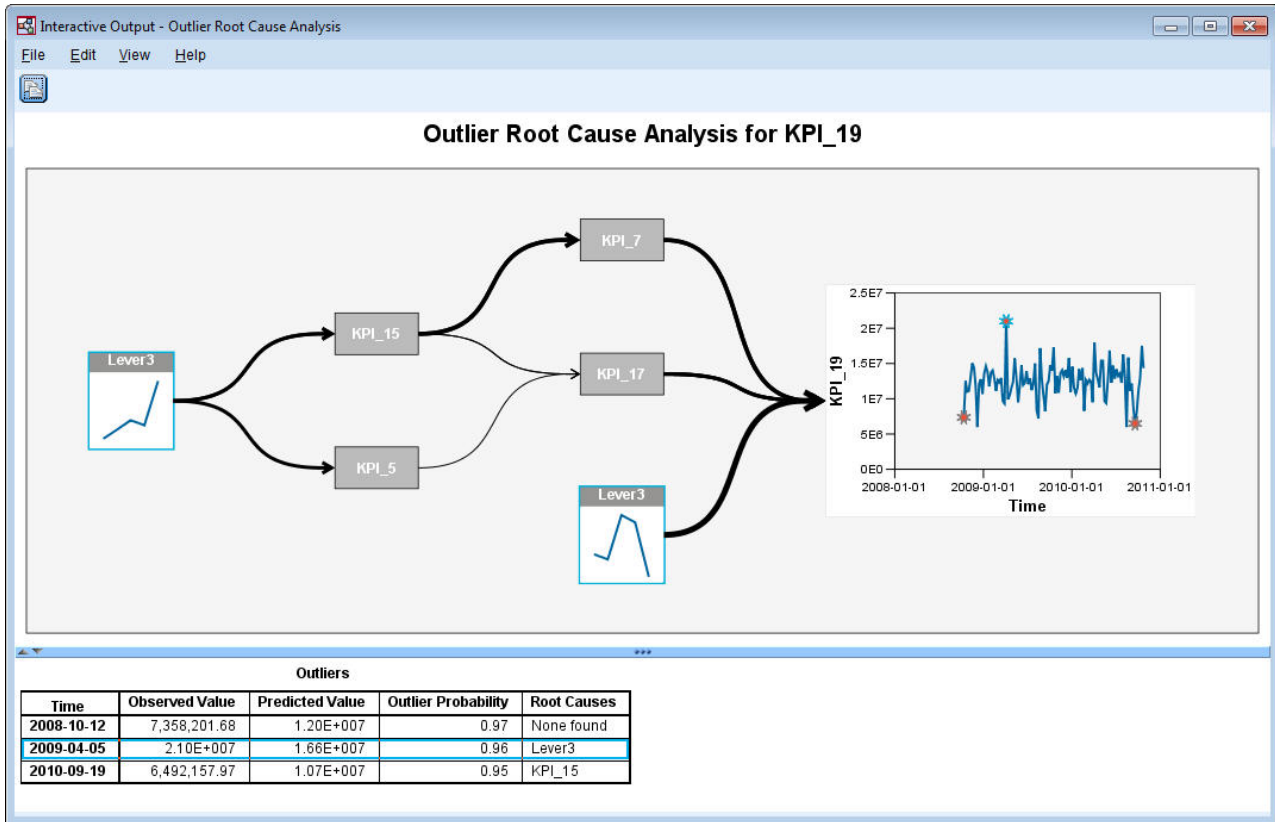 Interactive Output - Outlier Root Cause Analysis
File Edit View Help
Outlier Root Cause Analysis for KPI_19
KPI_7
KPI_15
Lever3
KPI_17
KPI_5
Lever3
2.5E7
2E7
1.5E7
1E7
5E6
0E0
KPI_19
2008-01-01 2009-01-01 2010-01-01 2011-01-01
Time
Outliers
Time Observed Value Predicted Value Outlier Probability Root Causes
2008-10-12 7,358,201.68 1.20E+007 0.97 None found
2009-04-05 2.10E+007 1.66E+007 0.96 Lever3
2010-09-19 6,492,157.97 1.07E+007 0.95 KPI_15